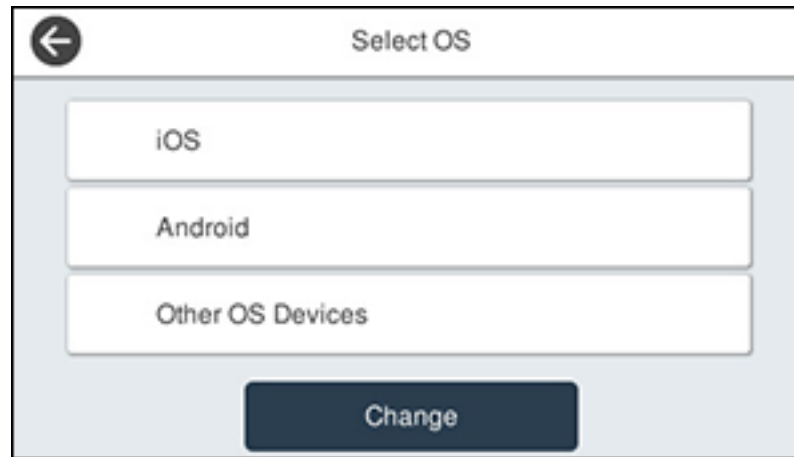 Select OS
iOS
Android
Other OS Devices
Change